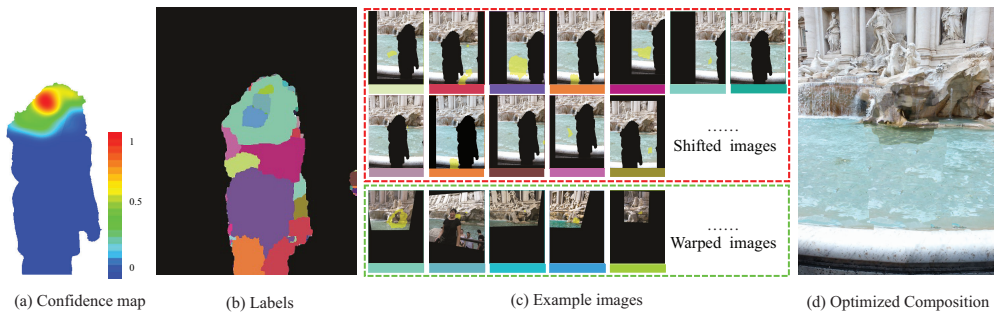 1
0.5
0
......
Shifted images
......
Warped images
(a) Confidence map
(b) Labels
(c) Example images
(d) Optimized Composition